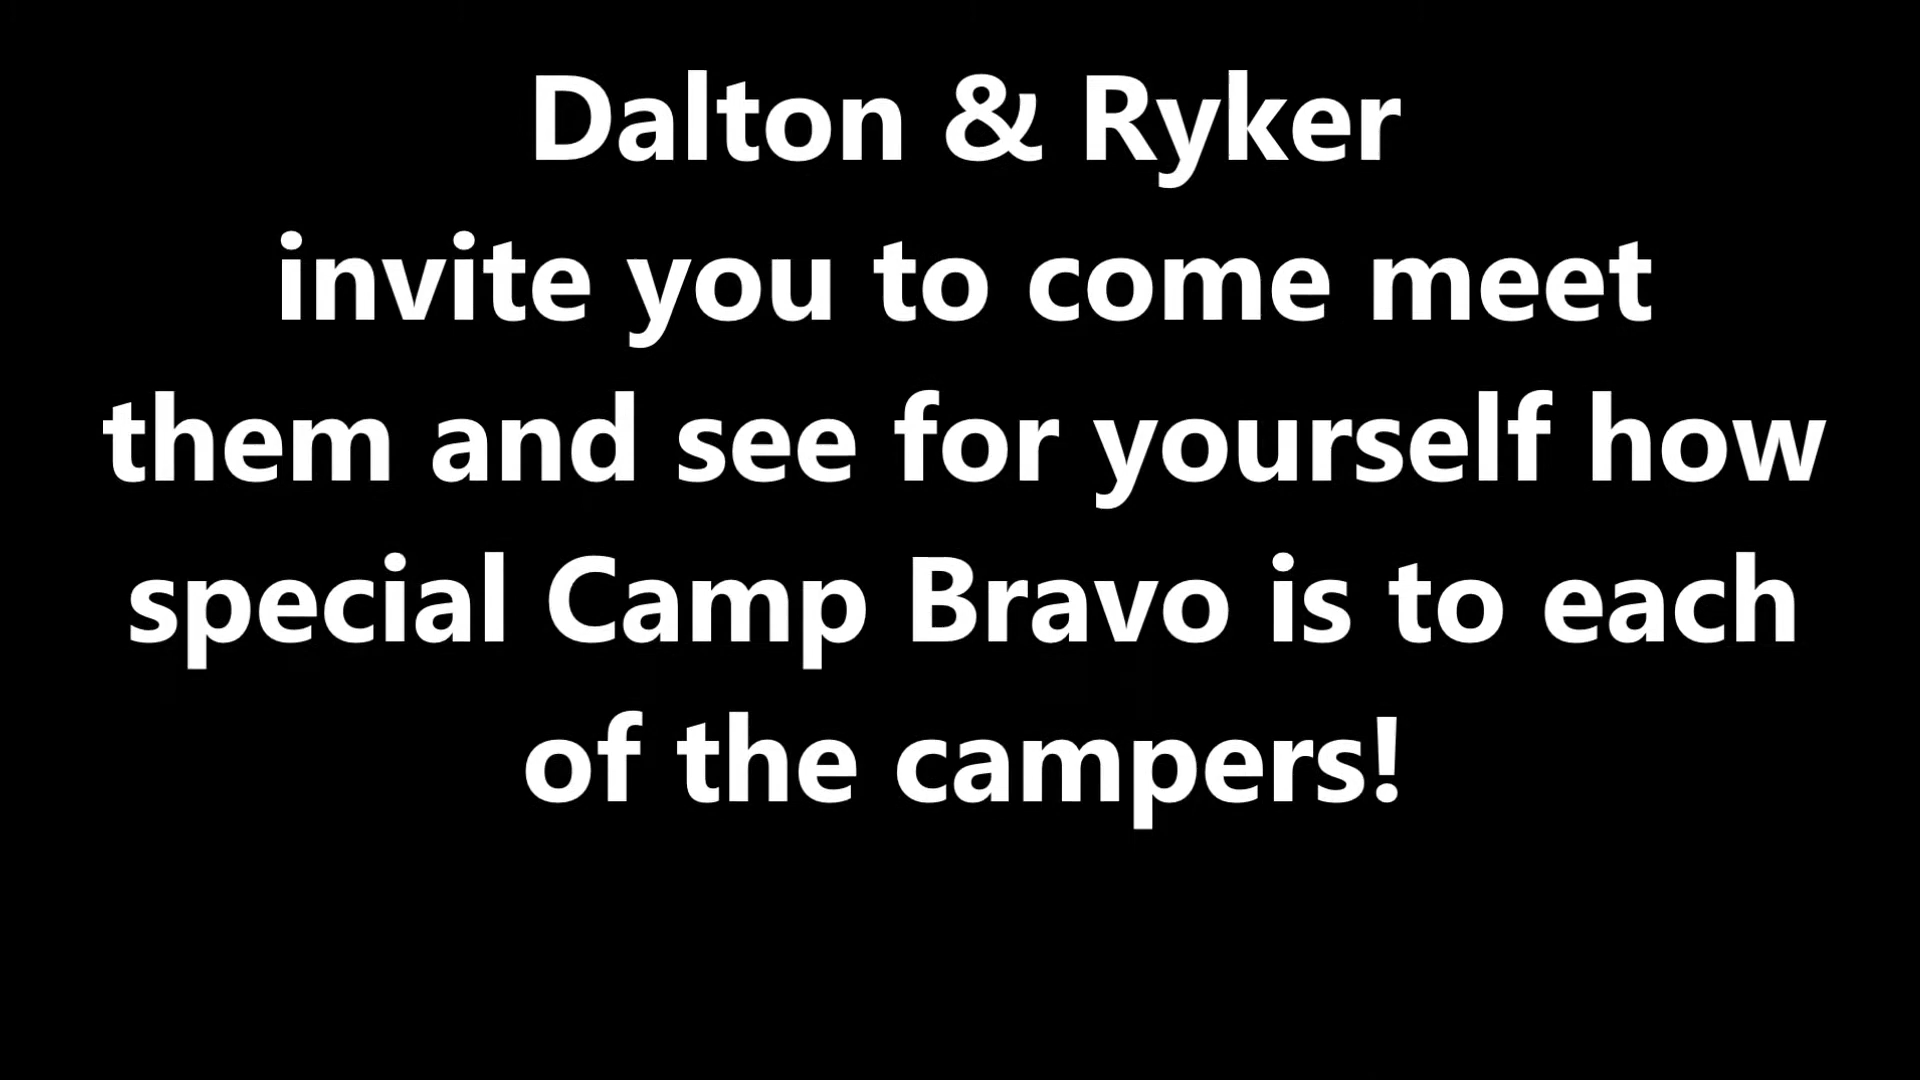 Dalton & Ryker
invite you to come meet
them and see for yourself how
special Camp Bravo is to each
of the campers!